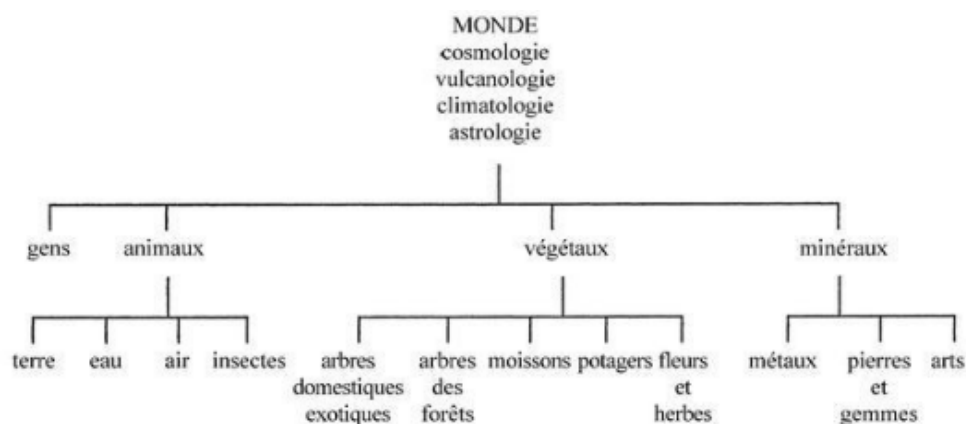 MONDE
cosmologie
vulcanologie
climatologie
astrologie
gens animaux végétaux minéraux
terre eau air insectes arbres arbres moissons potagers fleurs métaux pierres arts
domestiques des et et
exotiques forêts herbes gemmes